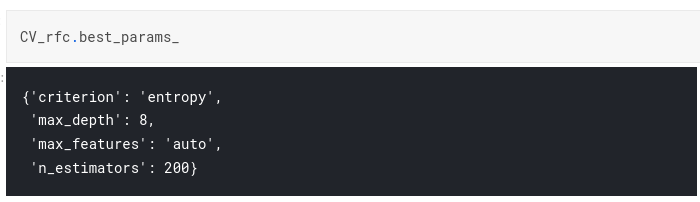 CV_rfc.best_params_
:
{'criterion': 'entropy',
 'max_depth': 8,
 'max_features': 'auto',
 'n_estimators': 200}